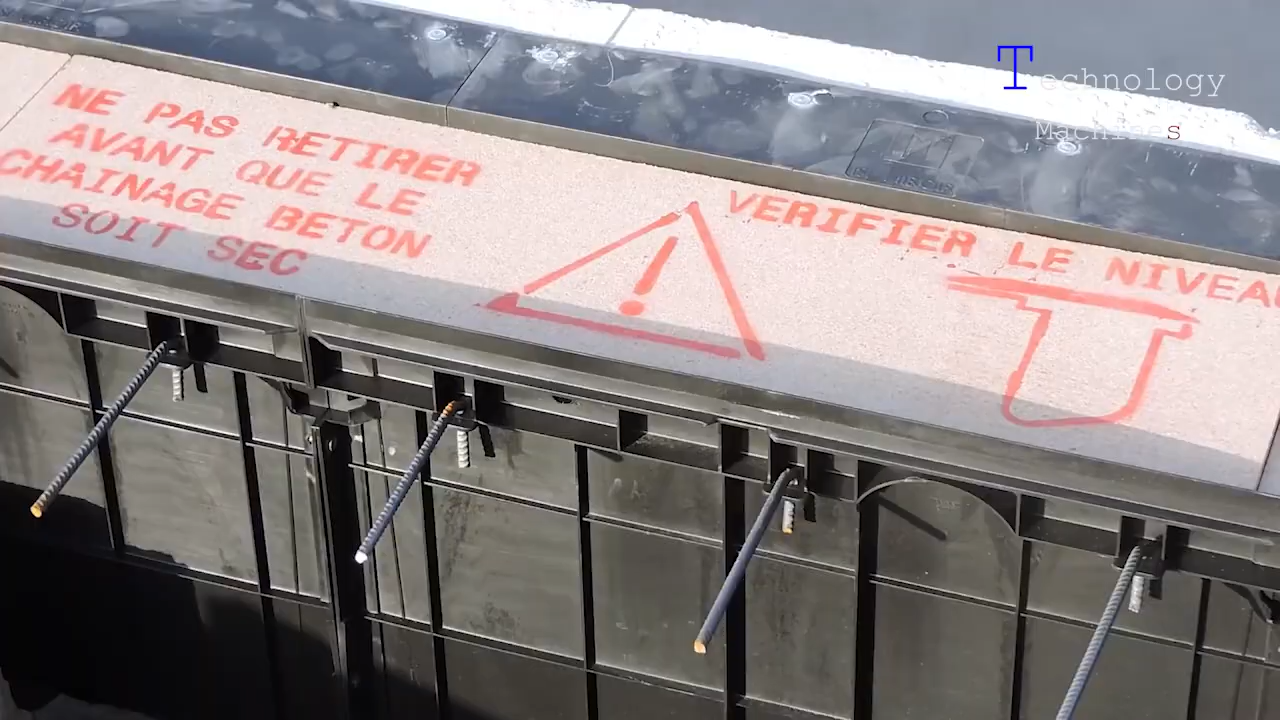 NE PAS RETIRER
AVANT QUE LE
CHAINAGE BETON
SOIT SEC
VERIFIER LE NIVEAU
Technology
Machines